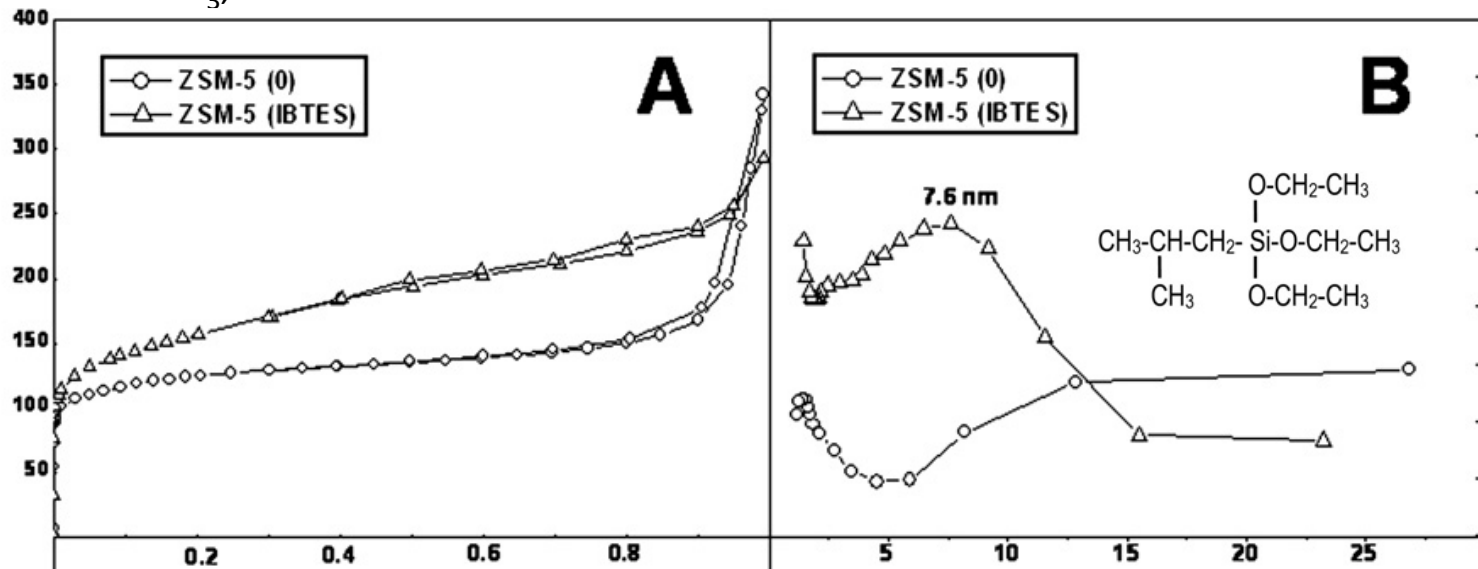 400
350
300
250
200
150
100
50
0.2
0.4
0.6
0.8
ZSM-5 (0)
ZSM-5 (IBTES)
A
ZSM-5 (0)
ZSM-5 (IBTES)
B
7.6 nm
O-CH2-CH3
CH3-CH-CH2-Si-O-CH2-CH3
CH3
O-CH2-CH3
5
10
15
20
25